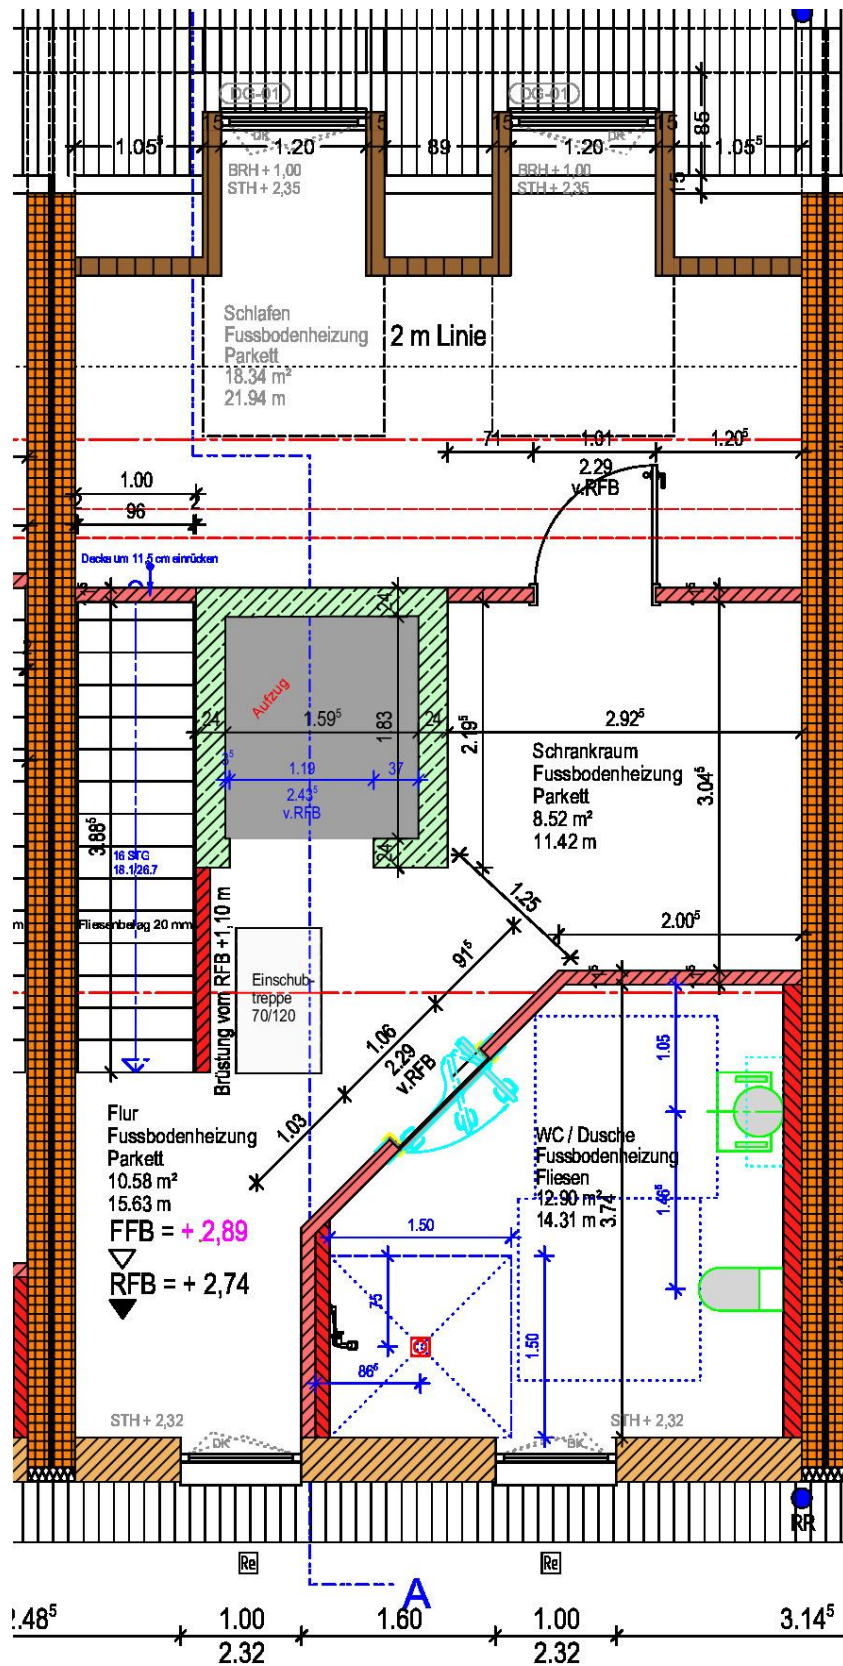 DG-01
DG-01
15
15
15
15
DK
DK
1.05⁵
1.20
89
1.20
1.05⁵
85
15
BRH + 1,00
STH + 2,35
BRH + 1,00
STH + 2,35
Schlafen
Fussbodenheizung
Parkett
18.34 m²
21.94 m
2 m Linie
71
1.01
1.20⁵
2.29
v.RFB
1.00
2
96
2
Decke um 11,5 cm einrücken
24
24
1.59⁵
24
1.83
24
Aufzug
3⁵
1.19
37
2.43⁵
v.RFB
2.19⁵
2.92⁵
3.04⁵
Schrankraum
Fussbodenheizung
Parkett
8.52 m²
11.42 m
3.88⁵
16 STG
18.1/26.7
Fliesenbelag 20 mm
m
Brüstung vom RFB +1,10 m
Einschub-
treppe
70/120
1.25
2.00⁵
91⁵
1.06
2.29
v.RFB
1.03
1.05
1.46⁵
Flur
Fussbodenheizung
Parkett
10.58 m²
15.63 m
FFB = + 2,89
RFB = + 2,74
WC / Dusche
Fussbodenheizung
Fliesen
12.90 m²
14.31 m
3.74
1.50
75
86⁵
1.50
STH + 2,32
STH + 2,32
DK
RR
Re
Re
A
2.48⁵
1.00
1.60
1.00
3.14⁵
2.32
2.32